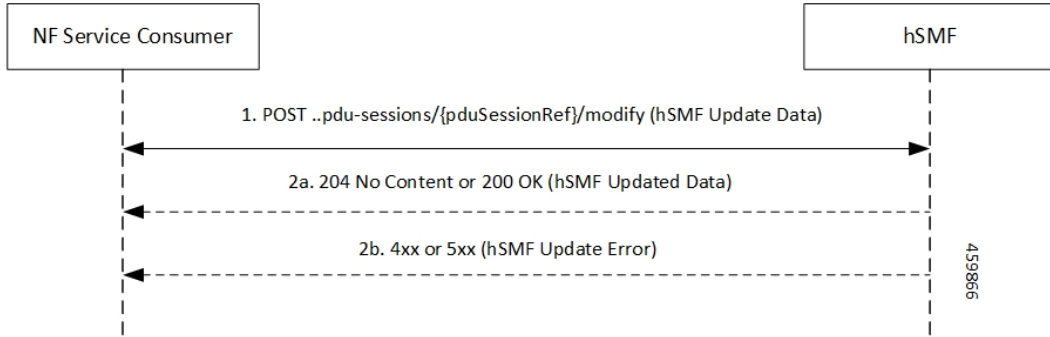 NF Service Consumer
hSMF
1. POST ..pdu-sessions/{pduSessionRef}/modify (hSMF Update Data)
2a. 204 No Content or 200 OK (hSMF Updated Data)
2b. 4xx or 5xx (hSMF Update Error)
459866